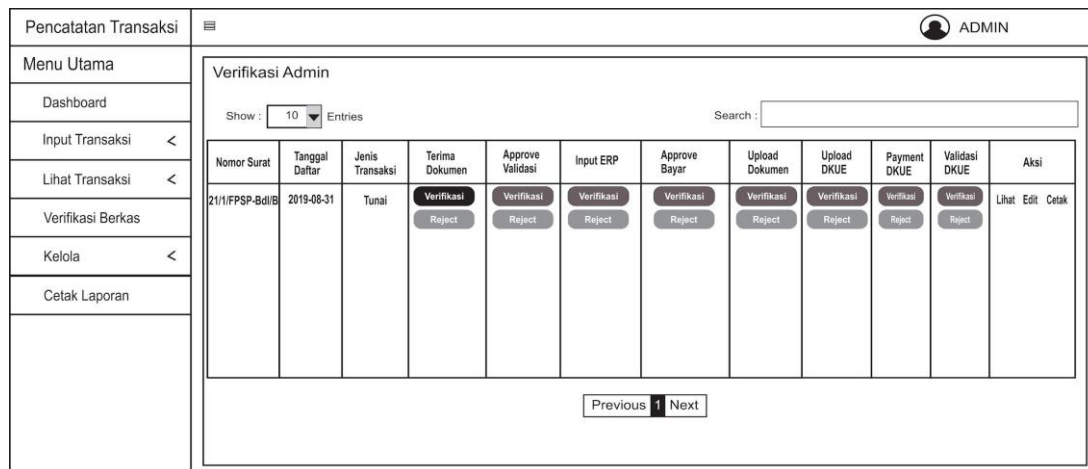 Pencatatan Transaksi
ADMIN
Menu Utama
Dashboard
Input Transaksi <
Lihat Transaksi <
Verifikasi Berkas
Kelola <
Cetak Laporan
Verifikasi Admin
Show : 10 Entries
Search :
Nomor Surat
Tanggal
Daftar
Jenis
Transaksi
Terima
Dokumen
Approve
Validasi
Input ERP
Approve
Bayar
Upload
Dokumen
Upload
DKUE
Payment
DKUE
Validasi
DKUE
Aksi
21/1/FPSP-Bdl/B 2019-08-31 Tunai Verifikasi Verifikasi Verifikasi Verifikasi Verifikasi Verifikasi Verifikasi Verifikasi Lihat Edit Cetak
Reject Reject Reject Reject Reject Reject Reject Reject
Previous 1 Next